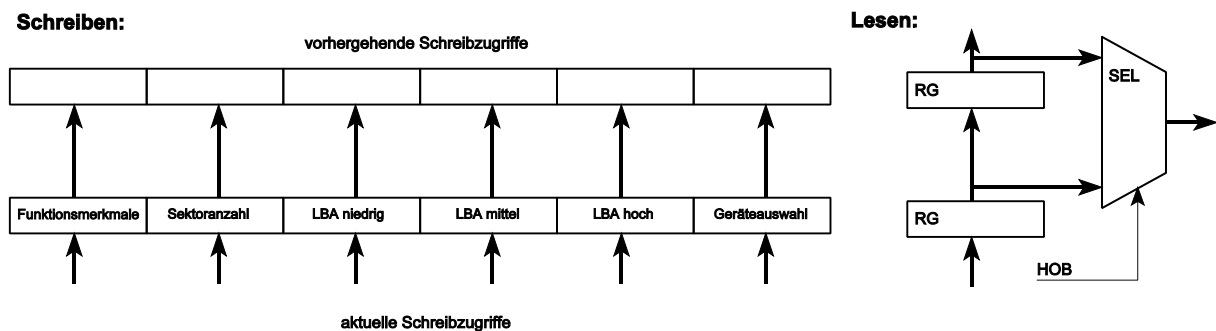 Schreiben:
vorhergehende Schreibzugriffe
Funktionsmerkmale Sektoranzahl LBA niedrig LBA mittel LBA hoch Geräteauswahl
aktuelle Schreibzugriffe
Lesen:
RG
SEL
RG
HOB